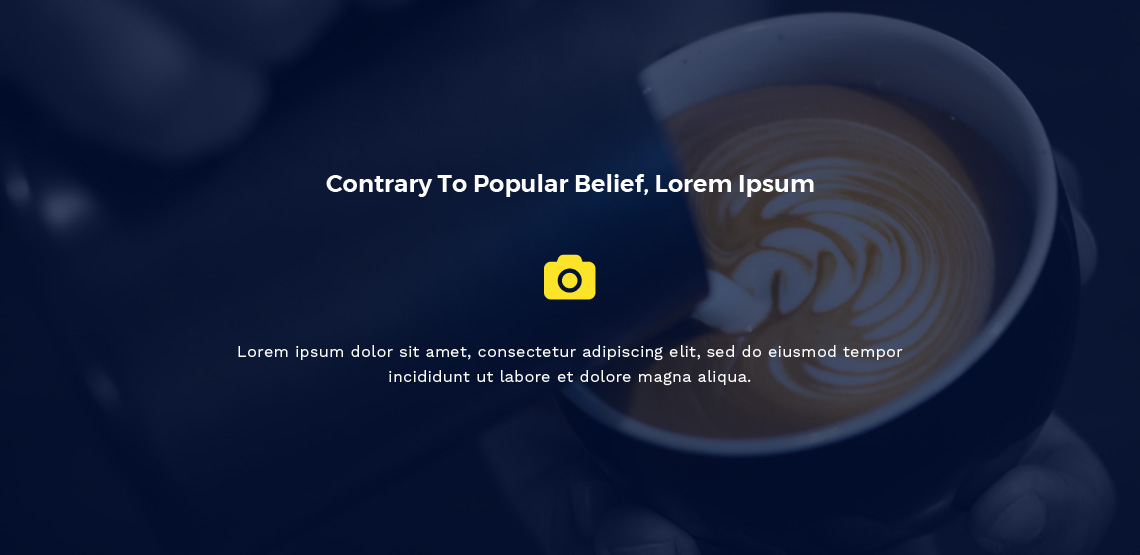 Contrary To Popular Belief, Lorem Ipsum
Lorem ipsum dolor sit amet, consectetur adipiscing elit, sed do eiusmod tempor
incididunt ut labore et dolore magna aliqua.